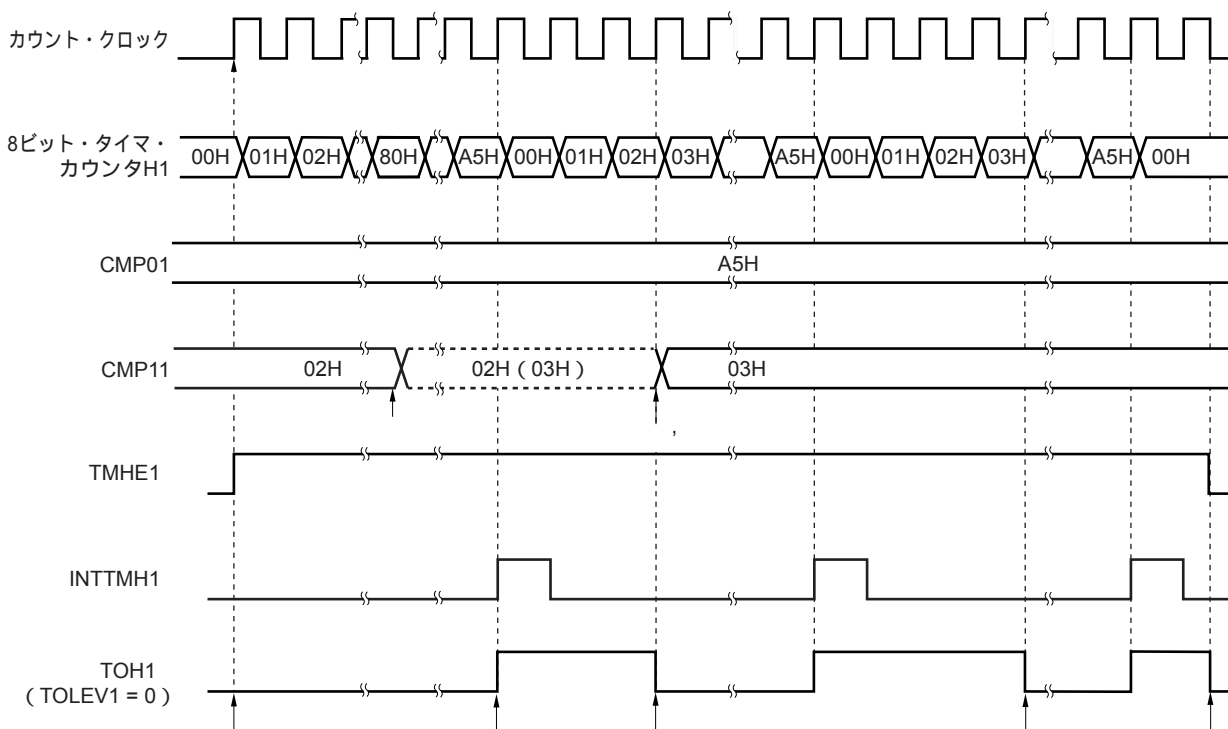 カウント・クロック
8ビット・タイマ・
カウンタH1
00H 01H 02H 80H A5H 00H 01H 02H 03H A5H 00H 01H 02H 03H A5H 00H
CMP01
A5H
CMP11
02H
02H ( 03H )
03H
,
TMHE1
INTTMH1
TOH1
( TOLEV1 = 0 )